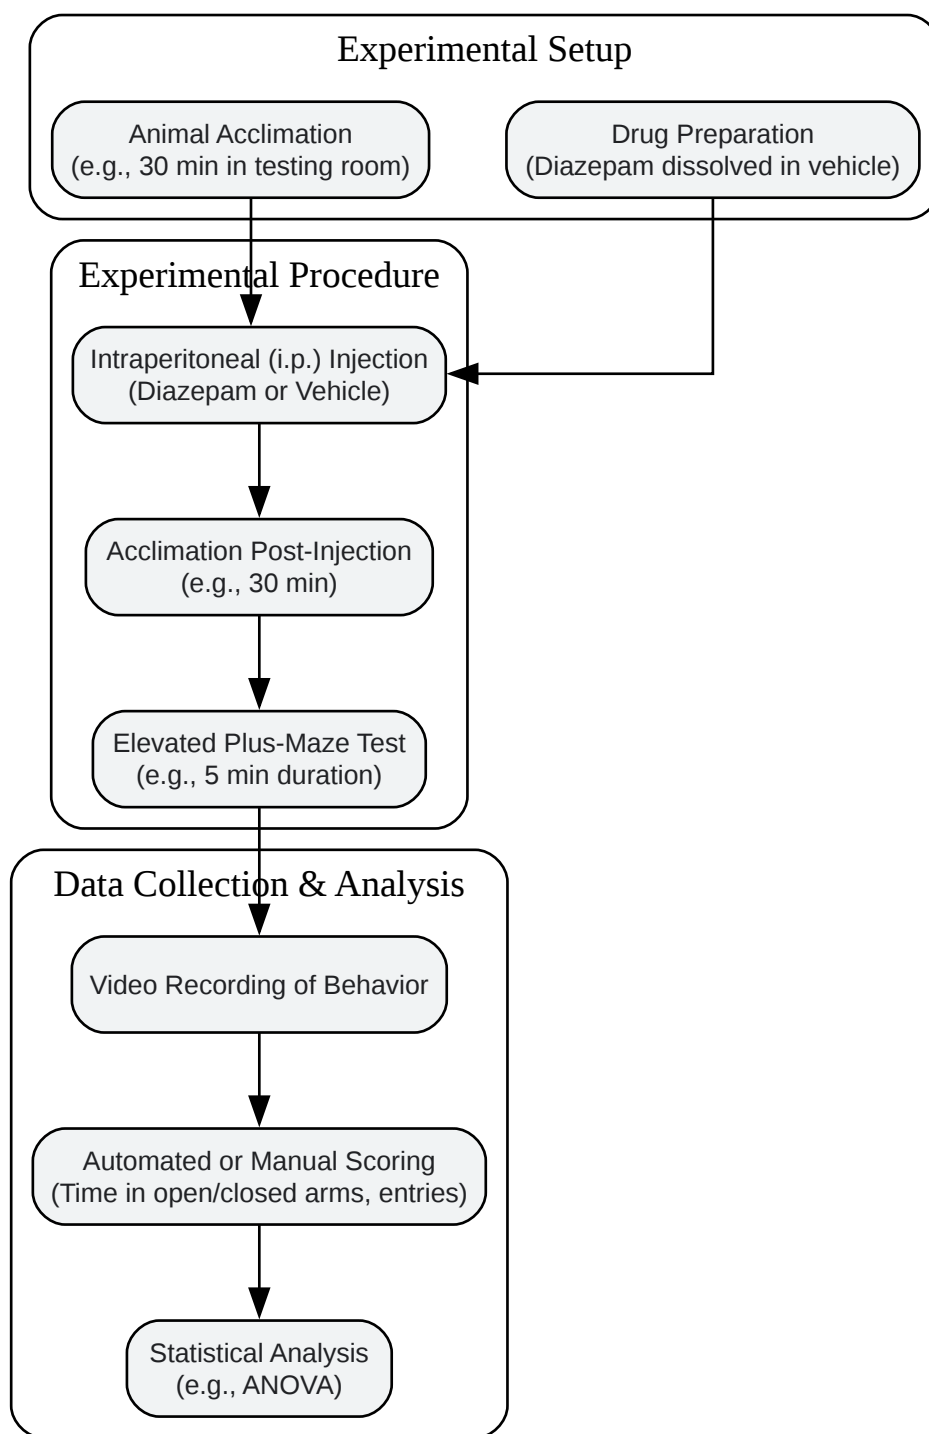 Experimental Setup
Animal Acclimation
(e.g., 30 min in testing room)
Drug Preparation
(Diazepam dissolved in vehicle)
Experimental Procedure
Intraperitoneal (i.p.) Injection
(Diazepam or Vehicle)
Acclimation Post-Injection
(e.g., 30 min)
Elevated Plus-Maze Test
(e.g., 5 min duration)
Data Collection & Analysis
Video Recording of Behavior
Automated or Manual Scoring
(Time in open/closed arms, entries)
Statistical Analysis
(e.g., ANOVA)